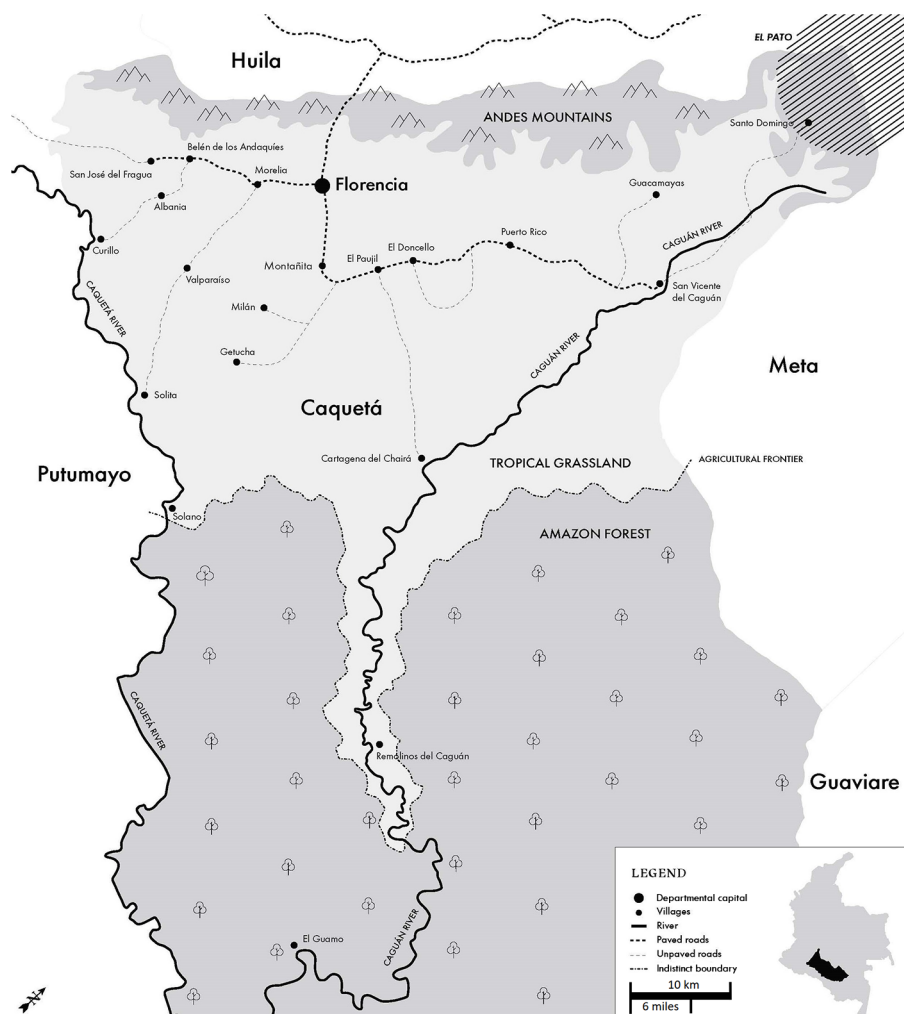 EL PATO
Huila
ANDES MOUNTAINS
Santo Domingo
Belén de los Andaquíes
San José del Fragua
Morelia
Florencia
Guacamayas
Albania
Curillo
CAGUÁN RIVER
Puerto Rico
El Doncello
El Paujil
Montañita
Valparaíso
San Vicente
del Caguán
CAQUETÁ RIVER
Milán
Getucha
CAGUÁN RIVER
Meta
Solita
Caquetá
Cartagena del Chairá
TROPICAL GRASSLAND
AGRICULTURAL FRONTIER
Putumayo
Solano
AMAZON FOREST
CAQUETÁ RIVER
Remolinos del Caguán
Guaviare
El Guamo
CAGUÁN RIVER
LEGEND
Departmental capital
Villages
River
Paved roads
Unpaved roads
Indistinct boundary
10 km
6 miles
N